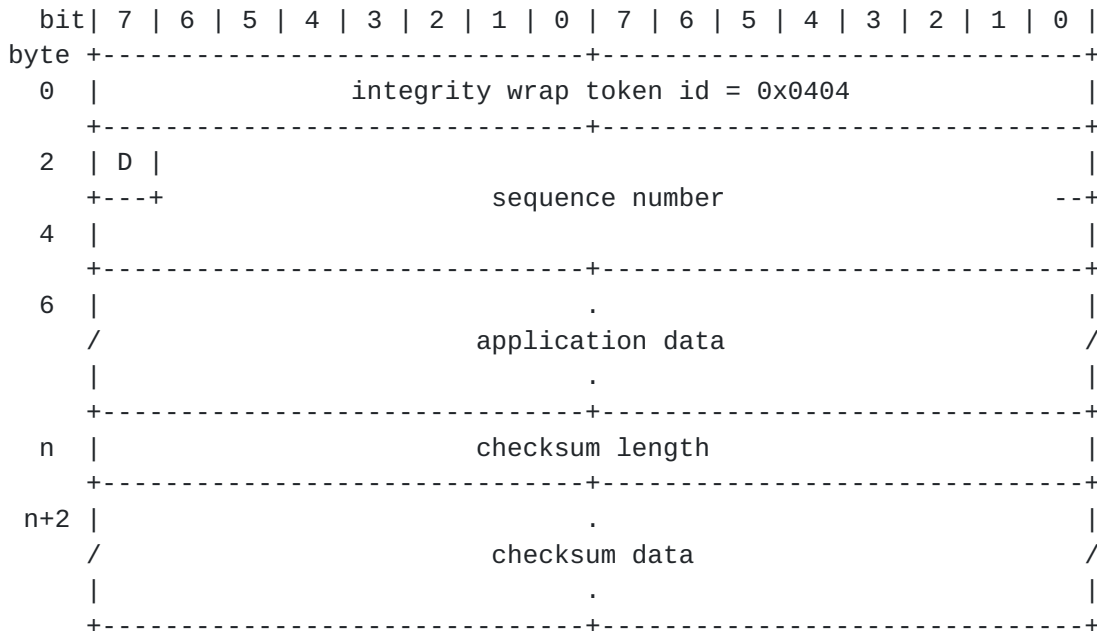 bit| 7 | 6 | 5 | 4 | 3 | 2 | 1 | 0 | 7 | 6 | 5 | 4 | 3 | 2 | 1 | 0 |
byte +-------------------------------+-------------------------------+
  0  |                integrity wrap token id = 0x0404               |
     +-------------------------------+-------------------------------+
  2  | D |                                                           |
     +---+                     sequence number                     --+
  4  |                                                               |
     +-------------------------------+-------------------------------+
  6  |                               .                               |
     /                        application data                       /
     |                               .                               |
     +-------------------------------+-------------------------------+
  n  |                        checksum length                        |
     +-------------------------------+-------------------------------+
 n+2 |                               .                               |
     /                         checksum data                         /
     |                               .                               |
     +-------------------------------+-------------------------------+